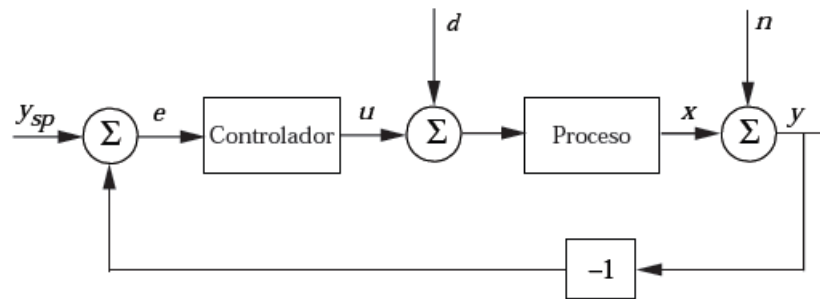 d
n
y_sp
Σ
e
Controlador
u
Σ
Proceso
x
Σ
y
–1